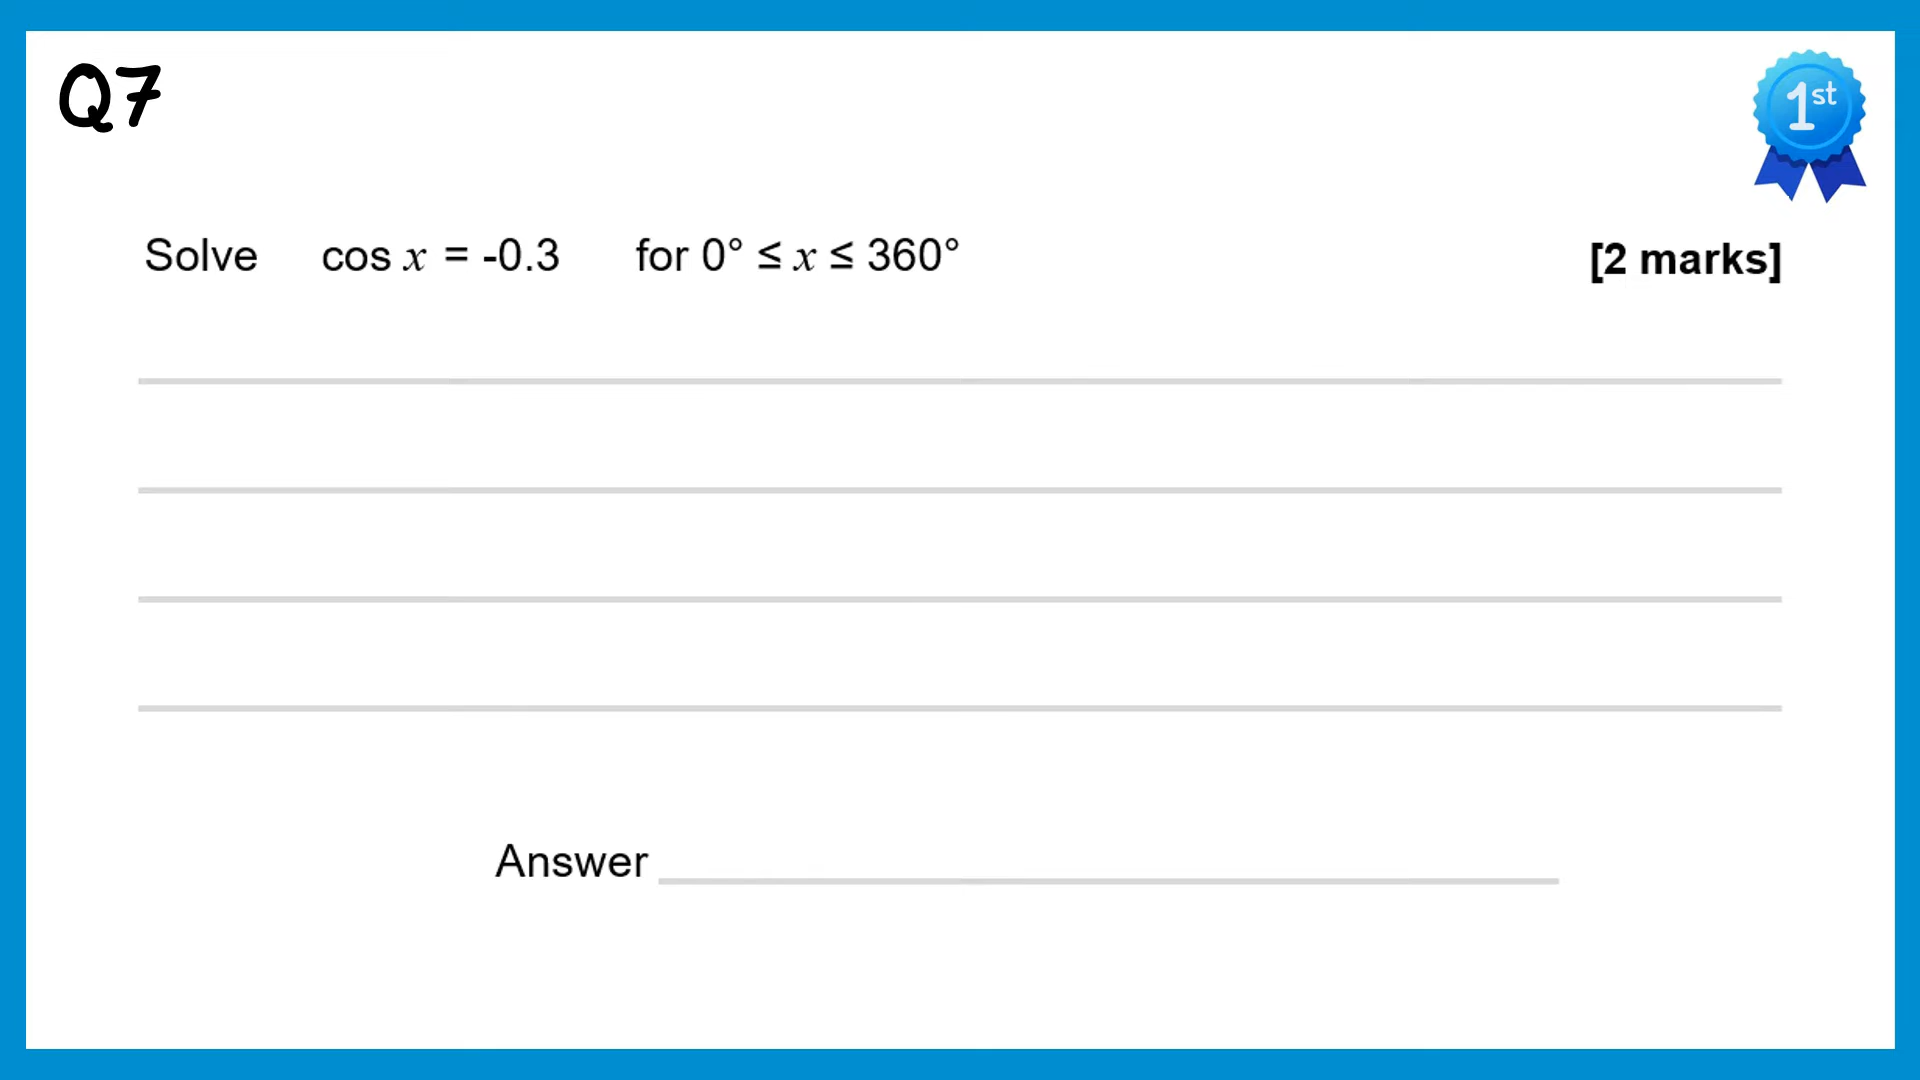 Q7
1st
Solve cos x = -0.3 for 0° ≤ x ≤ 360° [2 marks]
Answer